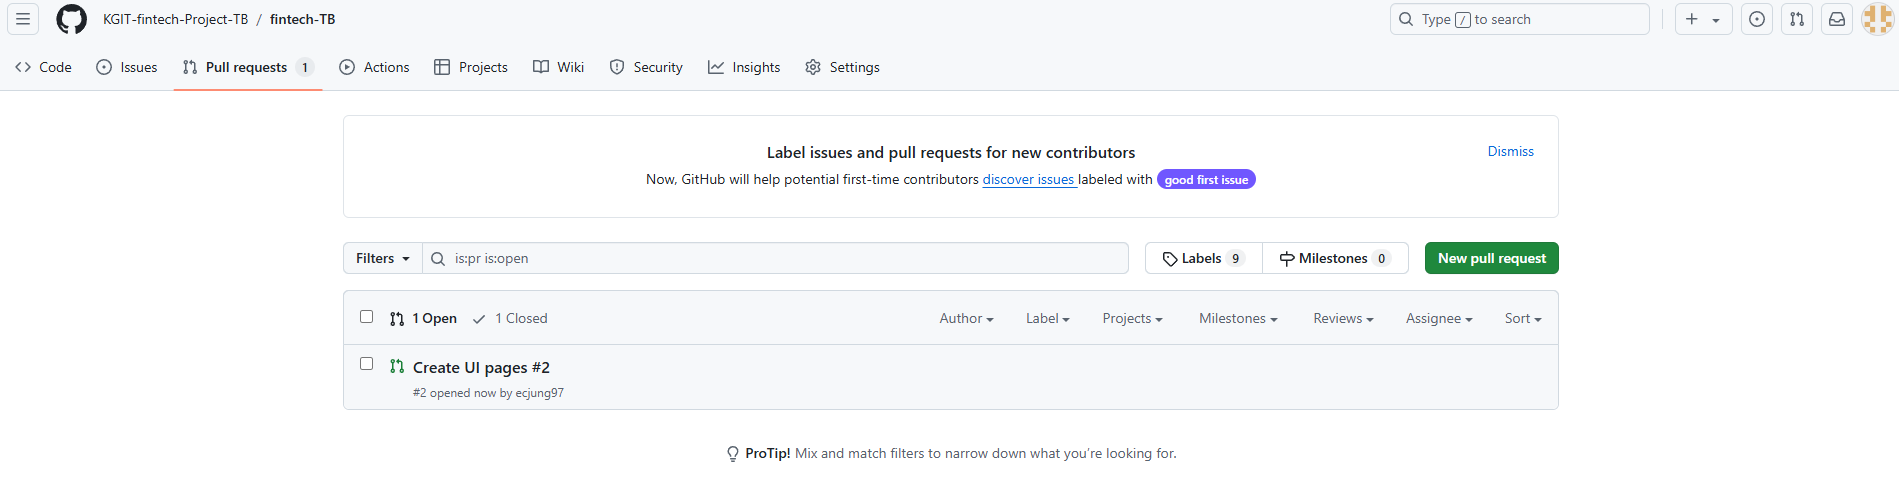 KGIT-fintech-Project-TB / fintech-TB
Type / to search
Code Issues Pull requests 1 Actions Projects Wiki Security Insights Settings
Label issues and pull requests for new contributors
Dismiss
Now, GitHub will help potential first-time contributors discover issues labeled with good first issue
Filters is:pr is:open Labels 9 Milestones 0 New pull request
1 Open 1 Closed Author Label Projects Milestones Reviews Assignee Sort
Create UI pages #2
#2 opened now by ecjung97
ProTip! Mix and match filters to narrow down what you’re looking for.